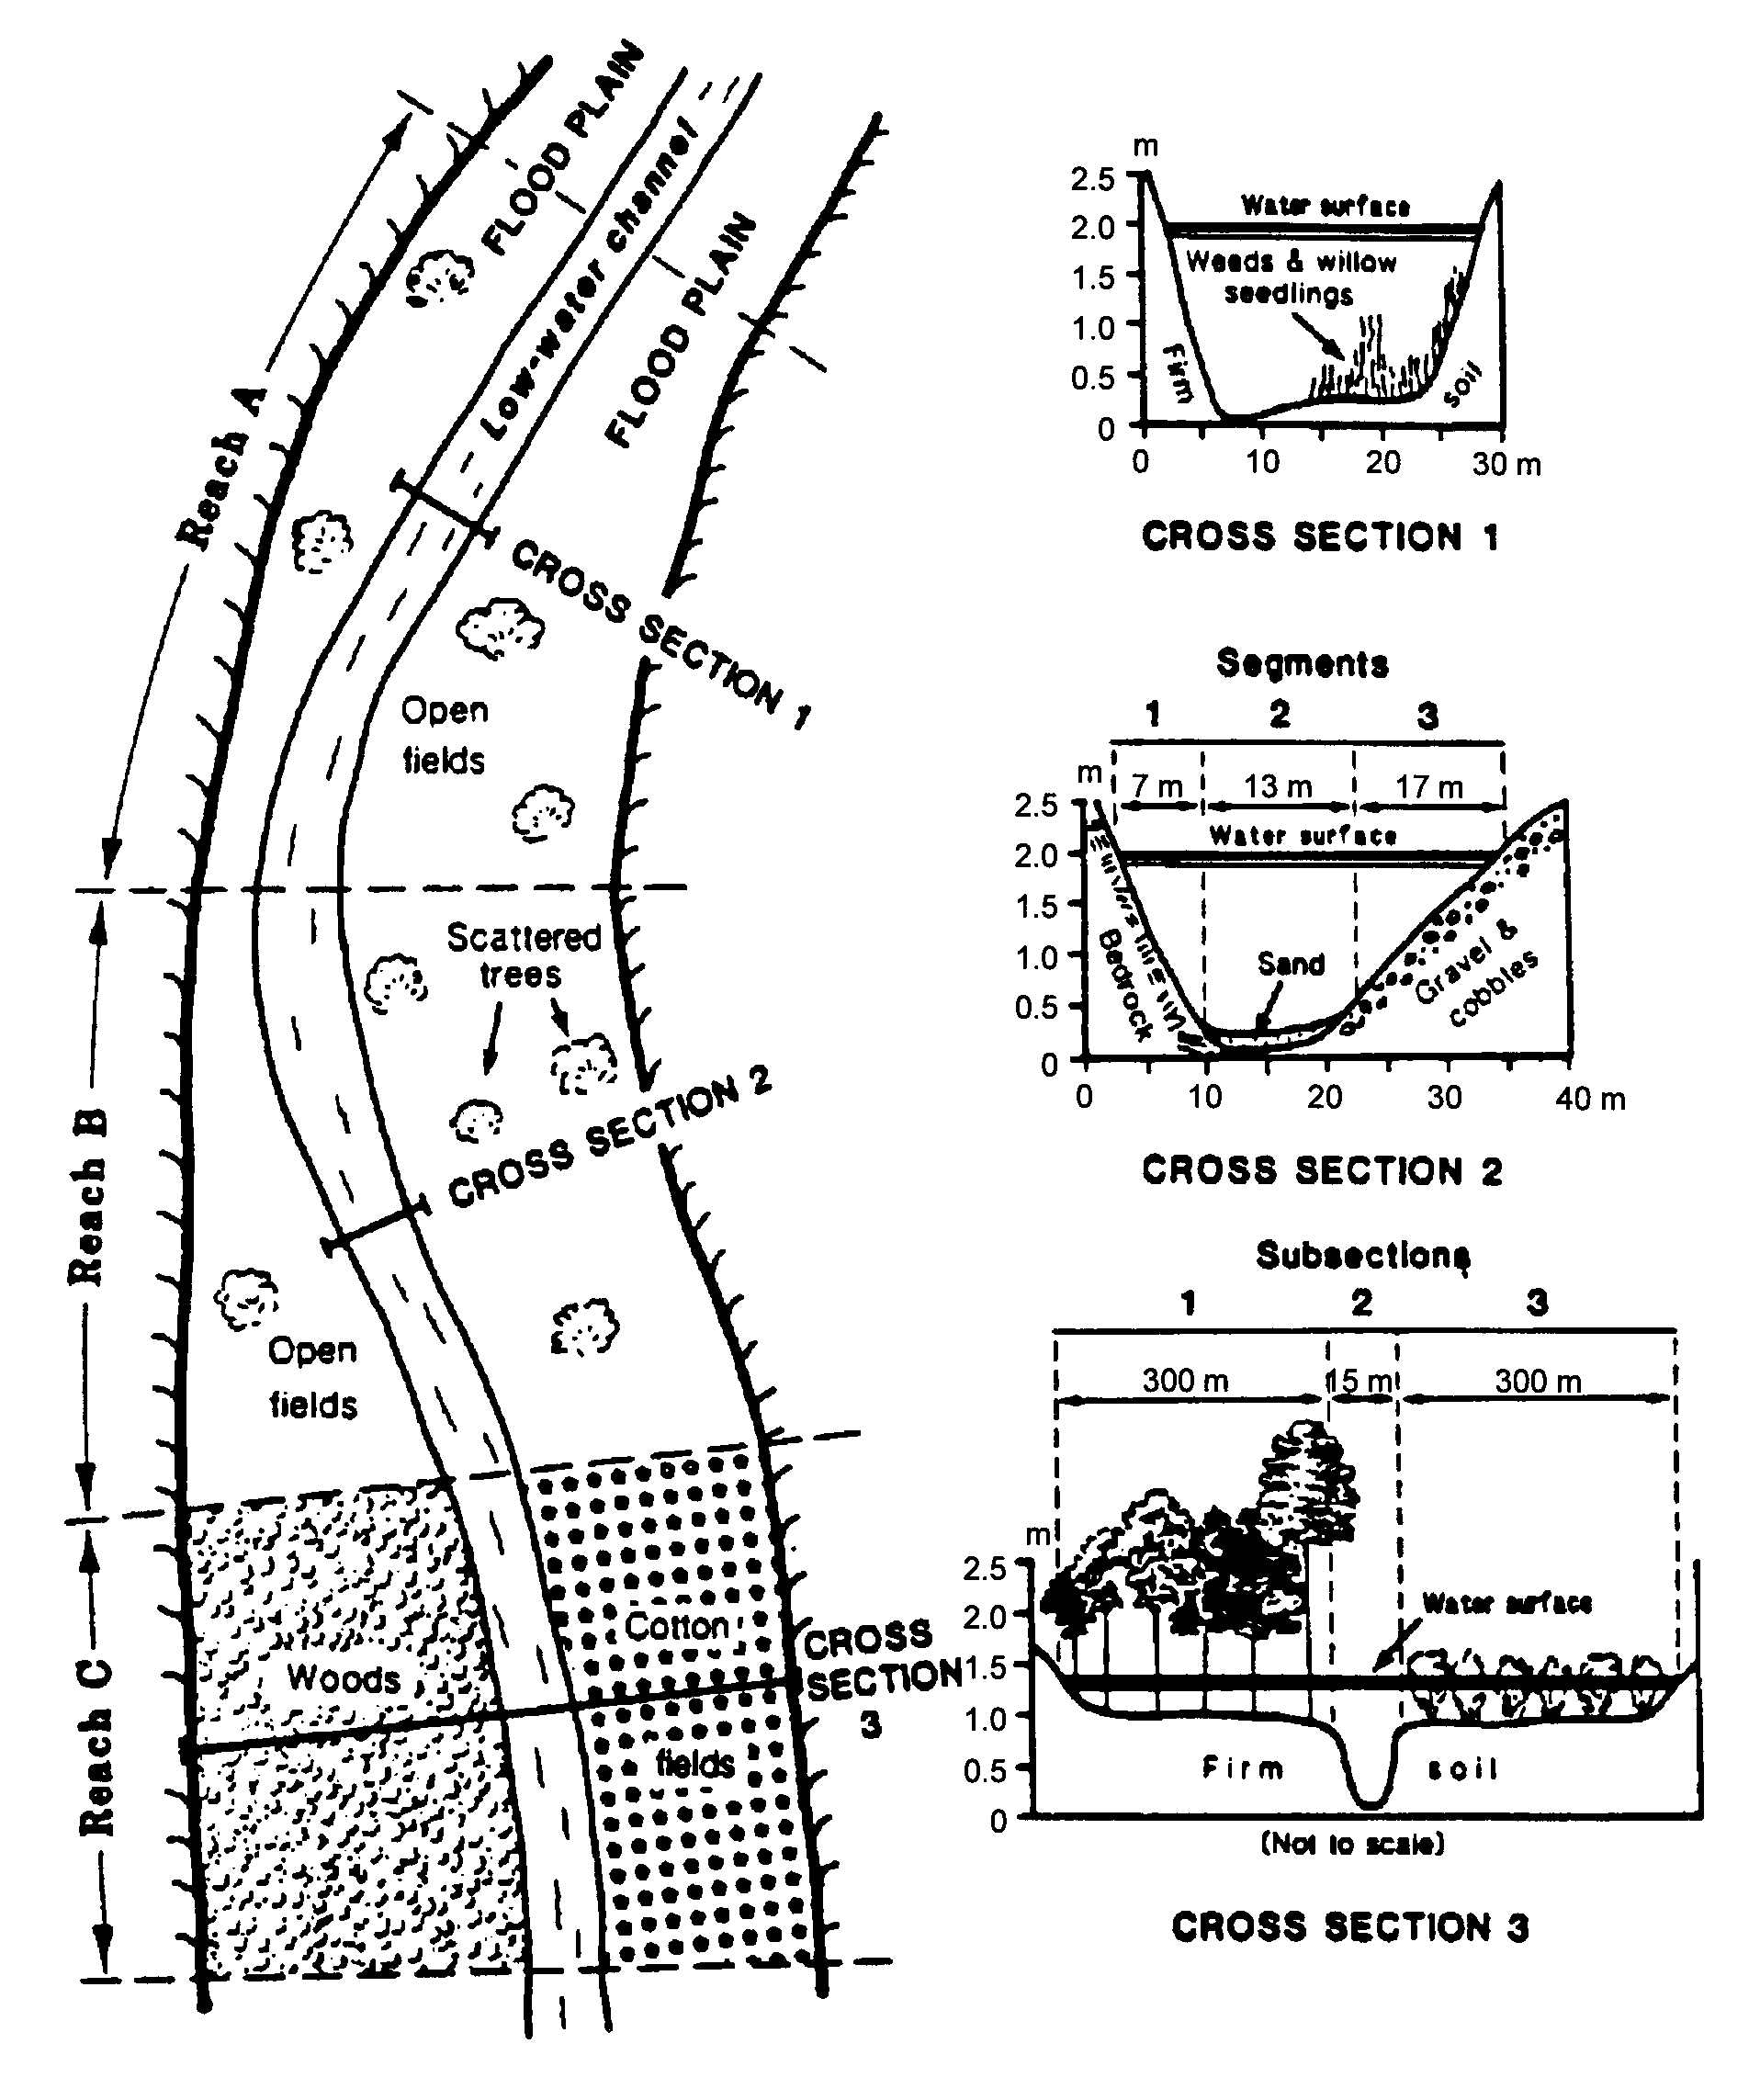 FLOOD PLAIN
Low-water channel
FLOOD PLAIN
Reach A
CROSS SECTION 1
Open
fields
Scattered
trees
CROSS SECTION 2
Reach B
Open
fields
Woods
Cotton
fields
CROSS
SECTION
3
Reach C
m
2.5
2.0
1.5
1.0
0.5
0
Water surface
Weeds & willow
seedlings
Firm
soil
0 10 20 30 m
CROSS SECTION 1
Segments
1 2 3
m
7 m 13 m 17 m
2.5
2.0
1.5
1.0
0.5
0
Water surface
Bedrock
Sand
Gravel &
cobbles
0 10 20 30 40 m
CROSS SECTION 2
Subsections
1 2 3
300 m 15 m 300 m
m
2.5
2.0
1.5
1.0
0.5
0
Water surface
Firm soil
(Not to scale)
CROSS SECTION 3